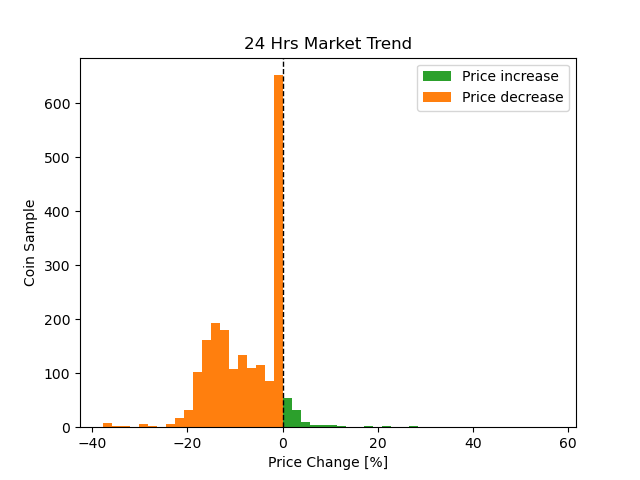 24 Hrs Market Trend
Price increase
Price decrease
600
500
400
300
200
100
0
Coin Sample
−40
−20
0
20
40
60
Price Change [%]